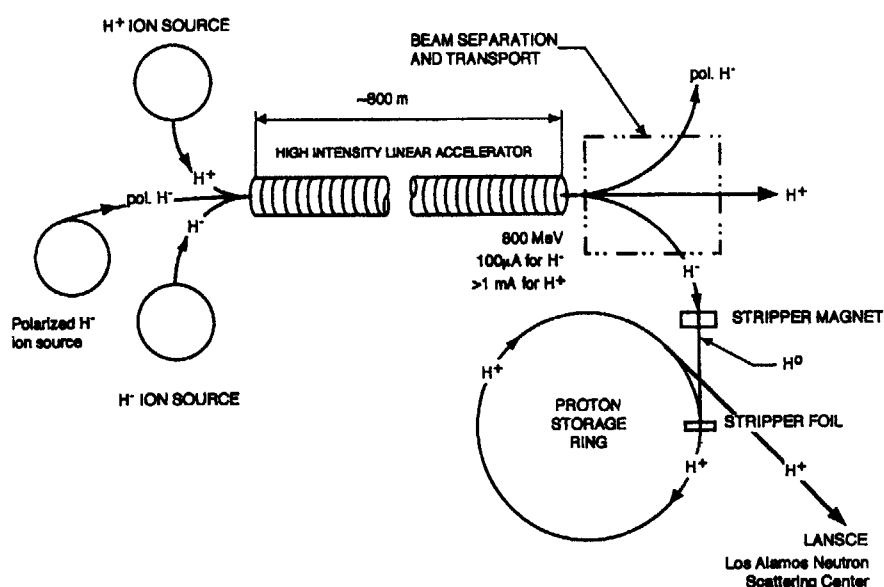 H+ ION SOURCE
BEAM SEPARATION
AND TRANSPORT
pol. H-
~800 m
HIGH INTENSITY LINEAR ACCELERATOR
H+
pol. H-
H-
H+
800 MeV
100μA for H-
>1 mA for H+
H-
Polarized H-
ion source
H- ION SOURCE
STRIPPER MAGNET
H0
H+
PROTON
STORAGE
RING
STRIPPER FOIL
H+
H+
LANSCE
Los Alamos Neutron
Scattering Center